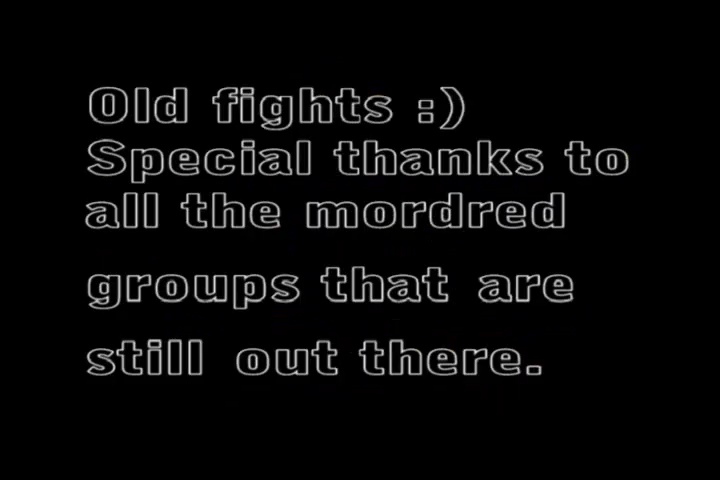 Old fights :)
Special thanks to
all the mordred
groups that are
still out there.